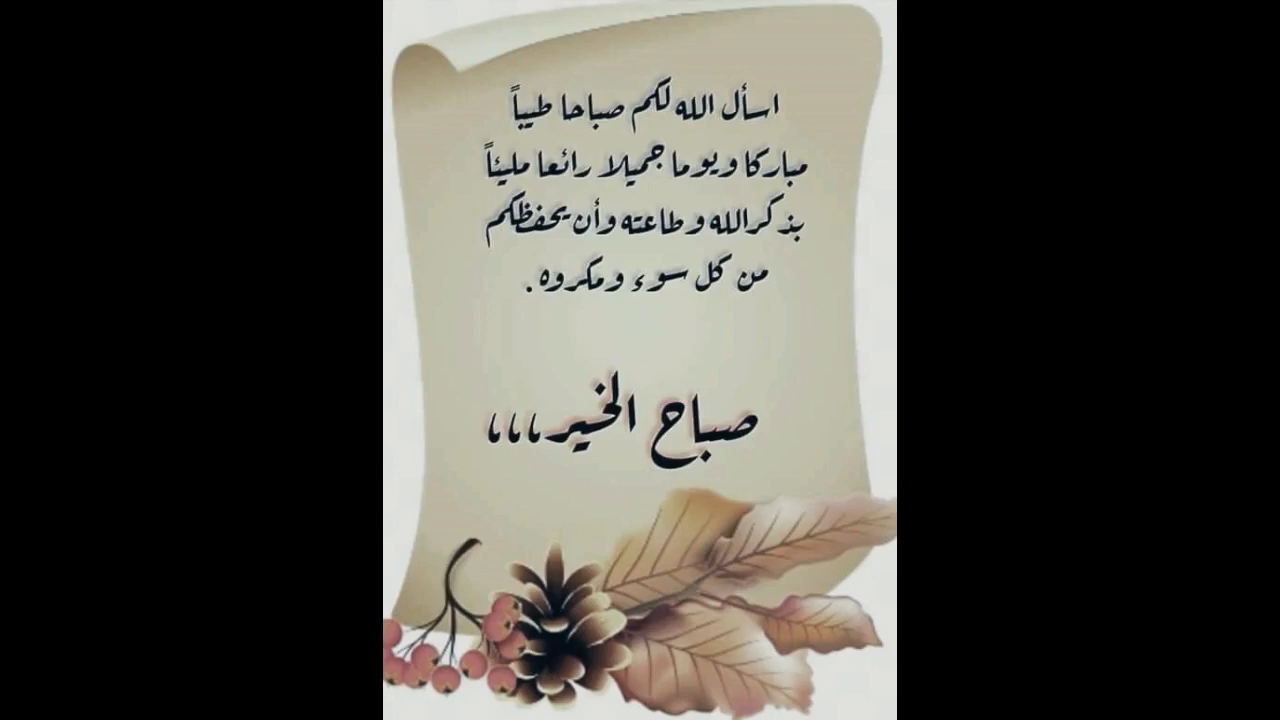 اسأل الله لكم صباحا طيباً
مباركا ويوما جميلا رائعا مليئاً
بذكر الله وطاعته وأن يحفظكم
من كل سوء ومكروه .
صباح الخير،،،